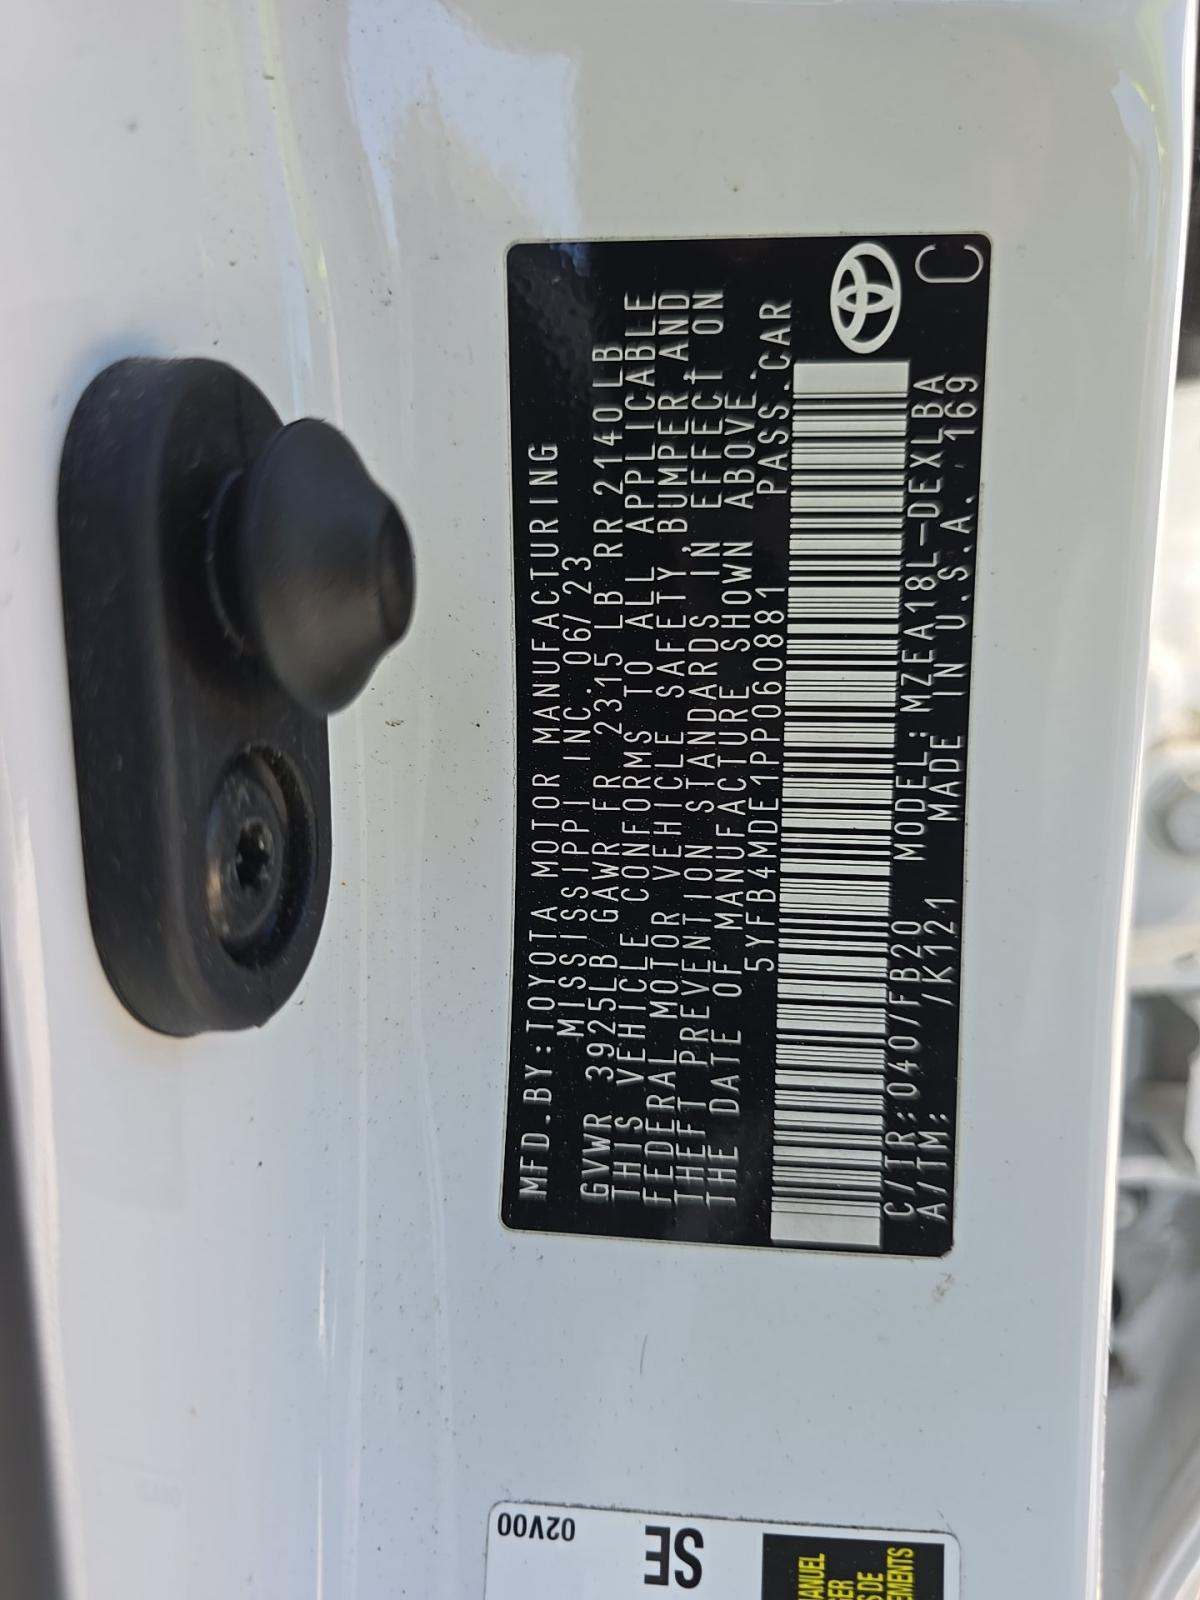 MFD.BY:TOYOTA MOTOR MANUFACTURING
MISSISSIPPI INC.06/23
GVWR 3925LB GAWR FR 2315LB RR 2140LB
THIS VEHICLE CONFORMS TO ALL APPLICABLE
FEDERAL MOTOR VEHICLE SAFETY, BUMPER AND
THEFT PREVENTION STANDARDS IN EFFECT ON
THE DATE OF MANUFACTURE SHOWN ABOVE.
5YFB4MDE1PP060881 PASS.CAR
C/TR:040/FB20 MODEL:MZEA18L-DEXLBA
A/TM: /K121 MADE IN U.S.A. 169
C
02V00
SE